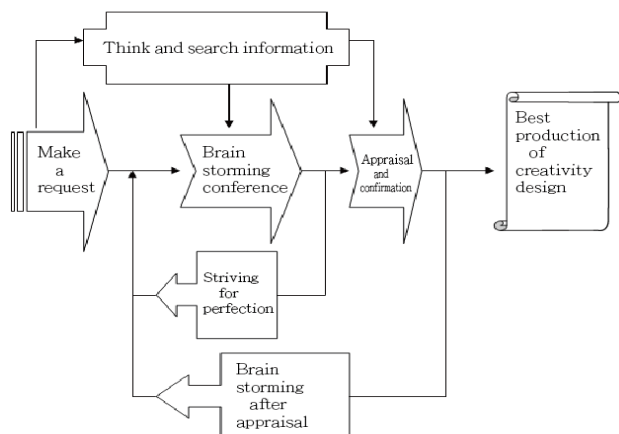 Think and search information
Make
a
request
Brain
storming
conference
Appraisal
and
confirmation
Best
production
of
creativity
design
Striving
for
perfection
Brain
storming
after
appraisal